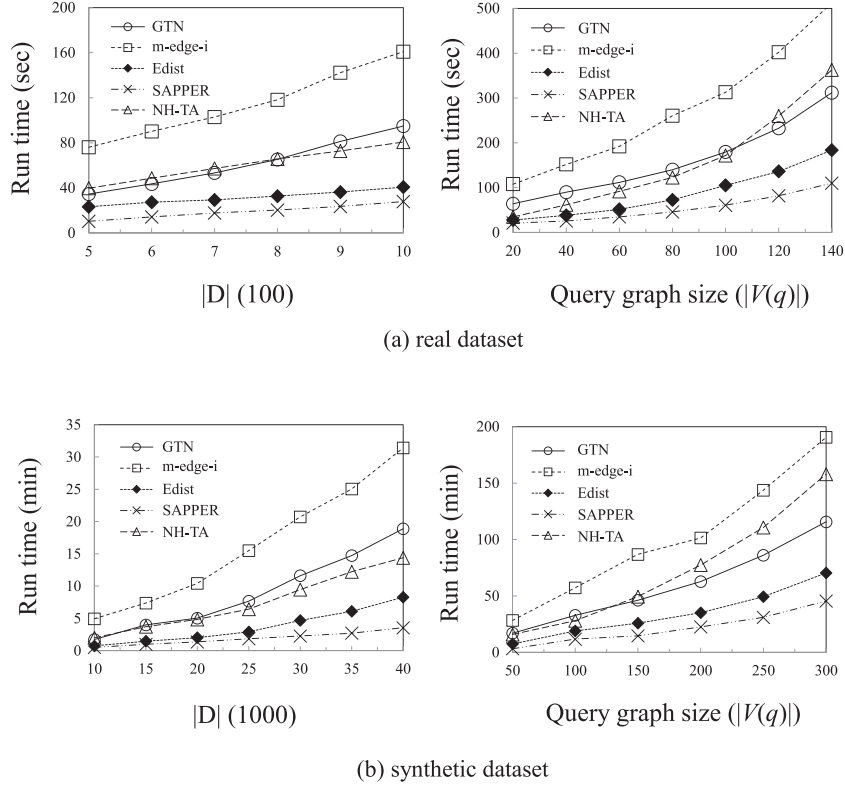 GTN
m-edge-i
Edist
SAPPER
NH-TA
Run time (sec)
200
160
120
80
40
0
5 6 7 8 9 10
|D| (100)
GTN
m-edge-i
Edist
SAPPER
NH-TA
Run time (sec)
500
400
300
200
100
0
20 40 60 80 100 120 140
Query graph size (|V(q)|)
(a) real dataset
GTN
m-edge-i
Edist
SAPPER
NH-TA
Run time (min)
35
30
25
20
15
10
5
0
10 15 20 25 30 35 40
|D| (1000)
GTN
m-edge-i
Edist
SAPPER
NH-TA
Run time (min)
200
150
100
50
0
50 100 150 200 250 300
Query graph size (|V(q)|)
(b) synthetic dataset